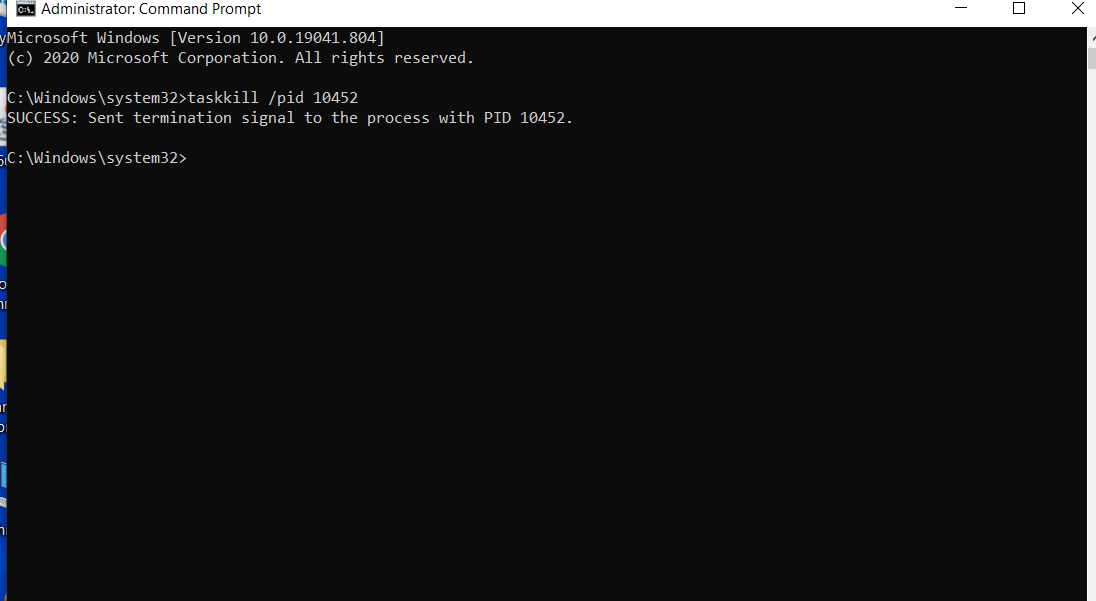 Administrator: Command Prompt
Microsoft Windows [Version 10.0.19041.804]
(c) 2020 Microsoft Corporation. All rights reserved.
C:\Windows\system32>taskkill /pid 10452
SUCCESS: Sent termination signal to the process with PID 10452.
C:\Windows\system32>